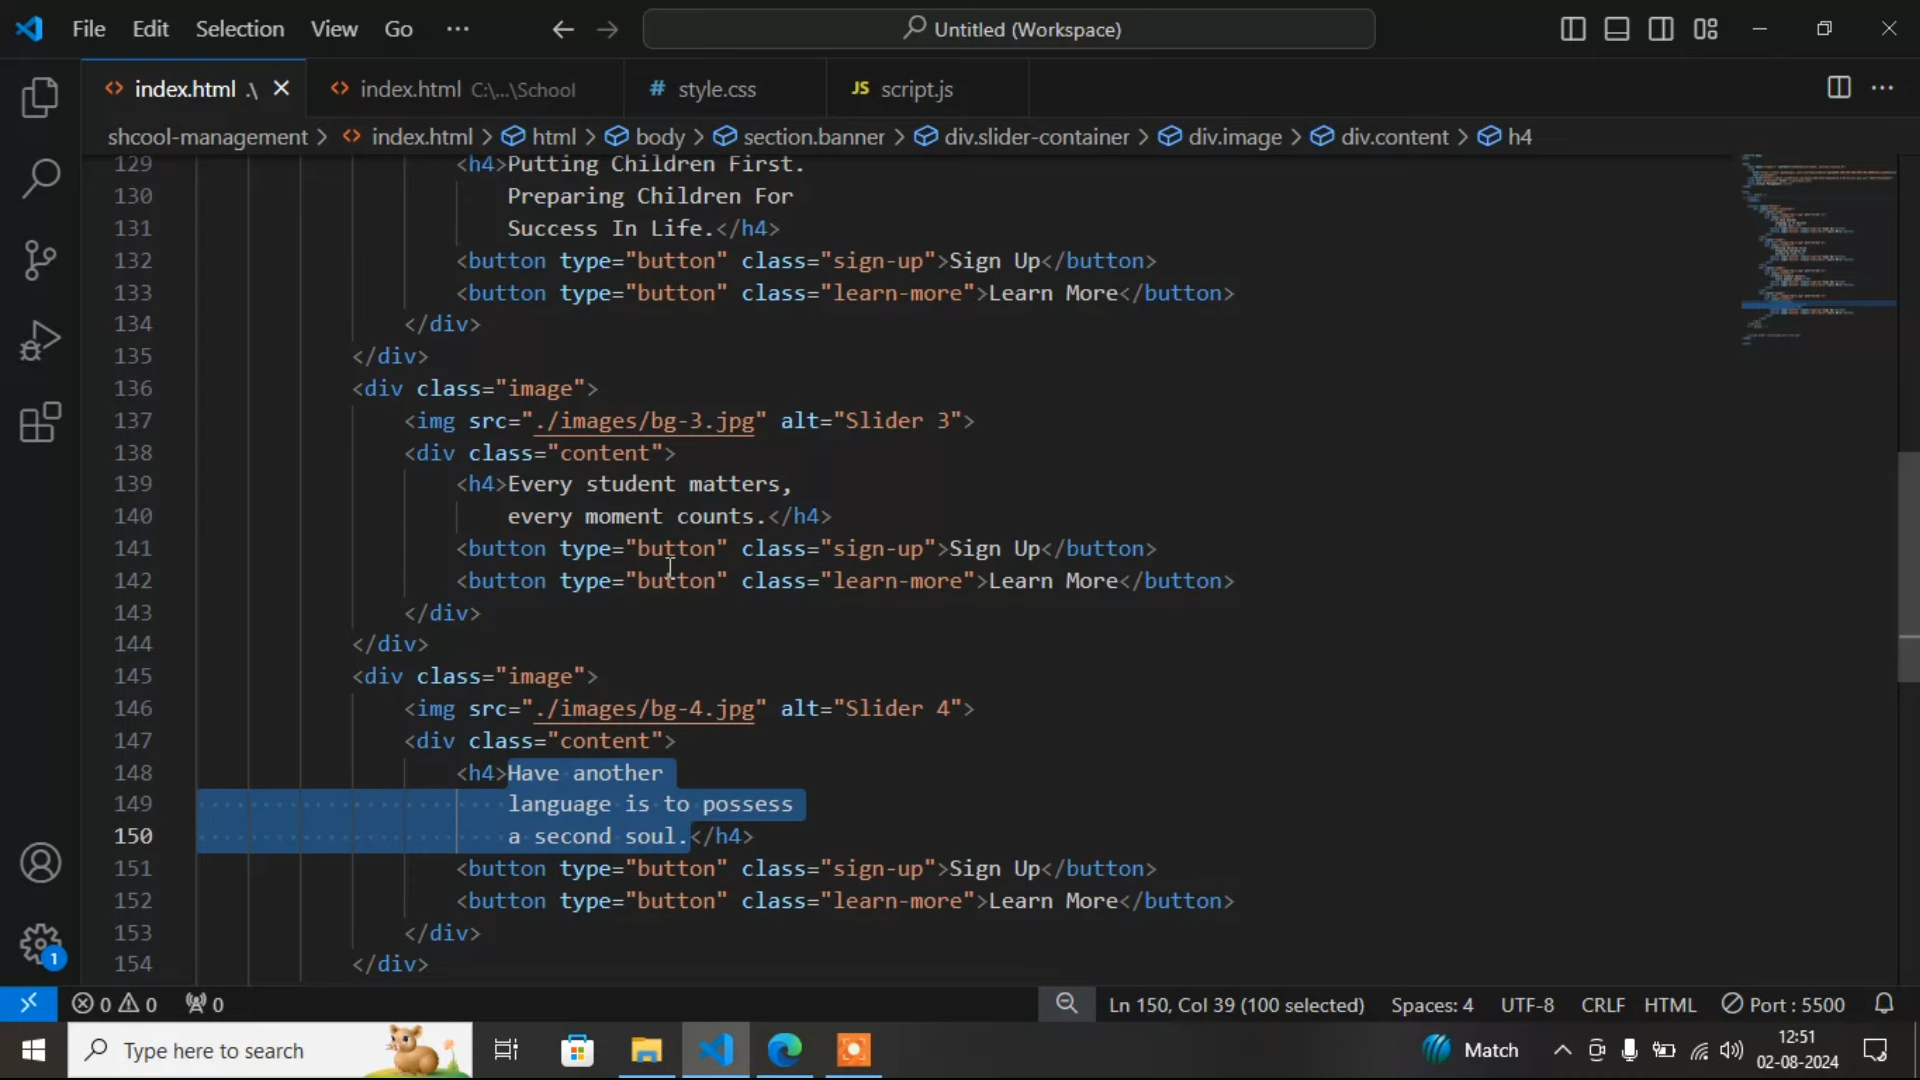 File Edit Selection View Go ··· Untitled (Workspace)
index.html .\ index.html C:\...\School # style.css JS script.js ···
shcool-management > index.html > html > body > section.banner > div.slider-container > div.image > div.content > h4
129 <h4>Putting Children First.
130 Preparing Children For
131 Success In Life.</h4>
132 <button type="button" class="sign-up">Sign Up</button>
133 <button type="button" class="learn-more">Learn More</button>
134 </div>
135 </div>
136 <div class="image">
137 <img src="./images/bg-3.jpg" alt="Slider 3">
138 <div class="content">
139 <h4>Every student matters,
140 every moment counts.</h4>
141 <button type="button" class="sign-up">Sign Up</button>
142 <button type="button" class="learn-more">Learn More</button>
143 </div>
144 </div>
145 <div class="image">
146 <img src="./images/bg-4.jpg" alt="Slider 4">
147 <div class="content">
148 <h4>Have another
149 language is to possess
150 a second soul.</h4>
151 <button type="button" class="sign-up">Sign Up</button>
152 <button type="button" class="learn-more">Learn More</button>
153 </div>
154 </div>
1
0 0 0 Ln 150, Col 39 (100 selected) Spaces: 4 UTF-8 CRLF HTML Port : 5500
Type here to search Match 12:51
02-08-2024